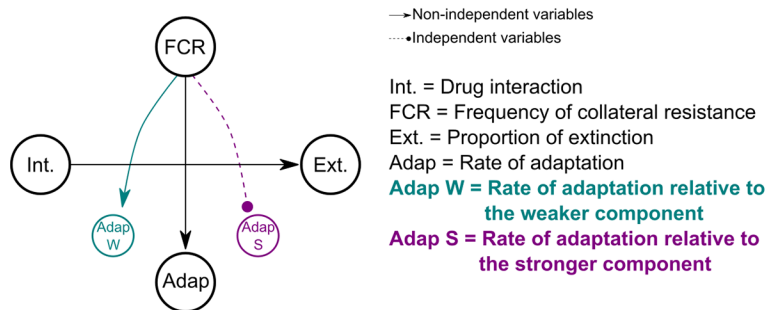 FCR
Int.
Ext.
Adap
W
Adap
S
Adap
Non-independent variables
Independent variables
Int. = Drug interaction
FCR = Frequency of collateral resistance
Ext. = Proportion of extinction
Adap = Rate of adaptation
Adap W = Rate of adaptation relative to
the weaker component
Adap S = Rate of adaptation relative to
the stronger component